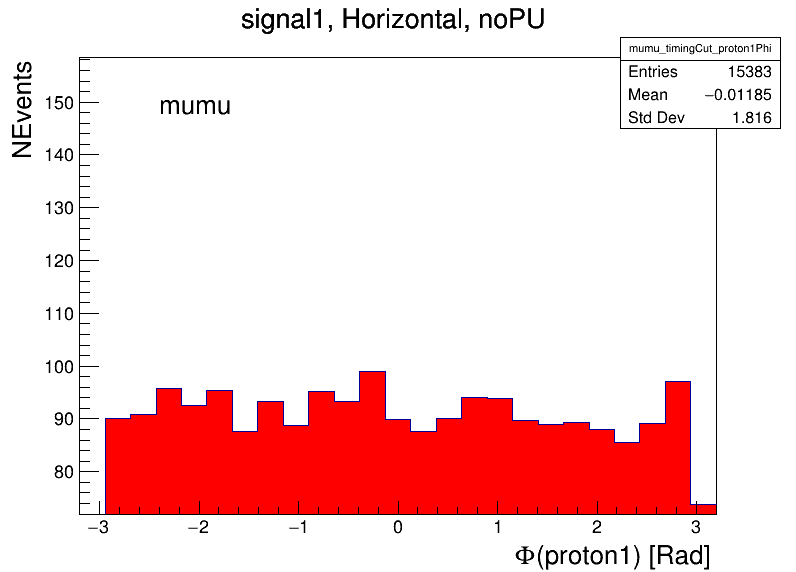 signal1, Horizontal, noPU
mumu_timingCut_proton1Phi
Entries 15383
Mean −0.01185
Std Dev 1.816
NEvents
mumu
150
140
130
120
110
100
90
80
−3 −2 −1 0 1 2 3
Φ(proton1) [Rad]